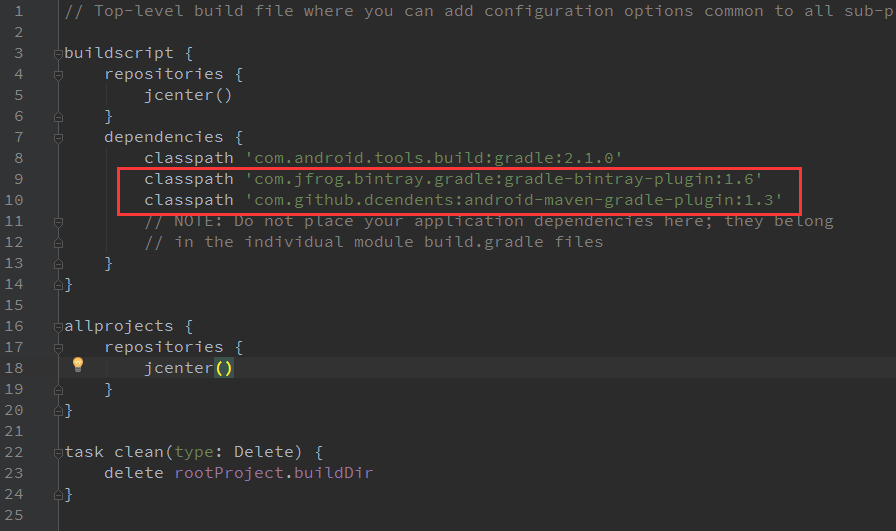 1 // Top-level build file where you can add configuration options common to all sub-p
2
3 buildscript {
4     repositories {
5         jcenter()
6     }
7     dependencies {
8         classpath 'com.android.tools.build:gradle:2.1.0'
9         classpath 'com.jfrog.bintray.gradle:gradle-bintray-plugin:1.6'
10         classpath 'com.github.dcendents:android-maven-gradle-plugin:1.3'
11         // NOTE: Do not place your application dependencies here; they belong
12         // in the individual module build.gradle files
13     }
14 }
15
16 allprojects {
17     repositories {
18         jcenter()
19     }
20 }
21
22 task clean(type: Delete) {
23     delete rootProject.buildDir
24 }
25